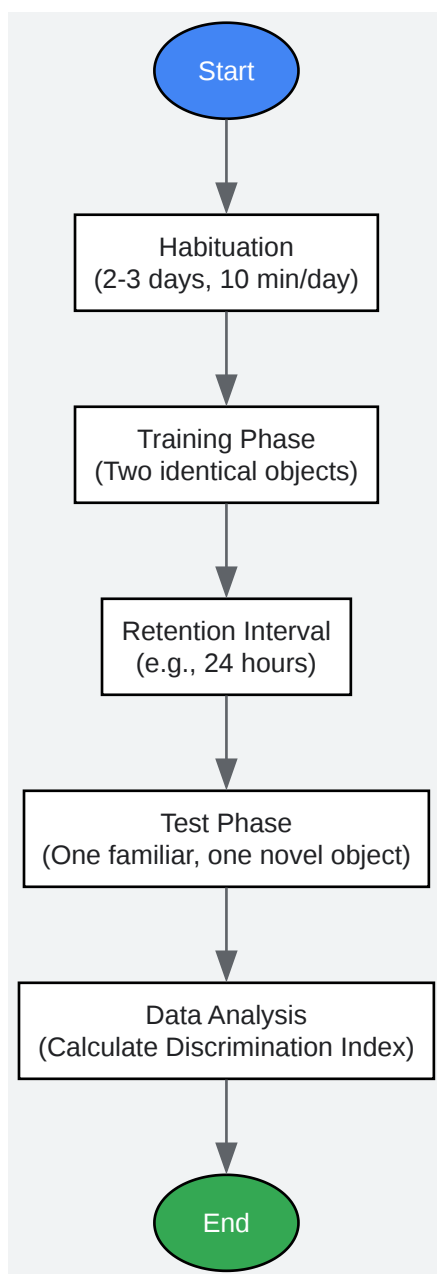 Start
Habituation
(2-3 days, 10 min/day)
Training Phase
(Two identical objects)
Retention Interval
(e.g., 24 hours)
Test Phase
(One familiar, one novel object)
Data Analysis
(Calculate Discrimination Index)
End